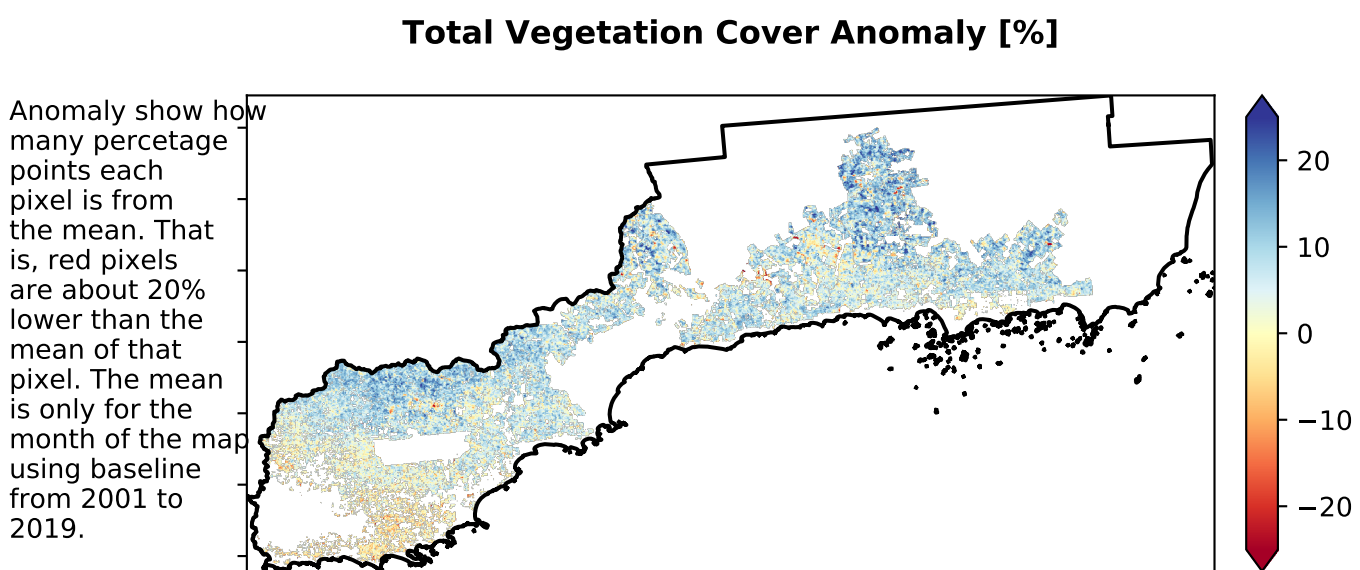 Total Vegetation Cover Anomaly [%]
Anomaly show how
many percetage
points each
pixel is from
the mean. That
is, red pixels
are about 20%
lower than the
mean of that
pixel. The mean
is only for the
month of the map
using baseline
from 2001 to
2019.
20
10
0
−10
−20